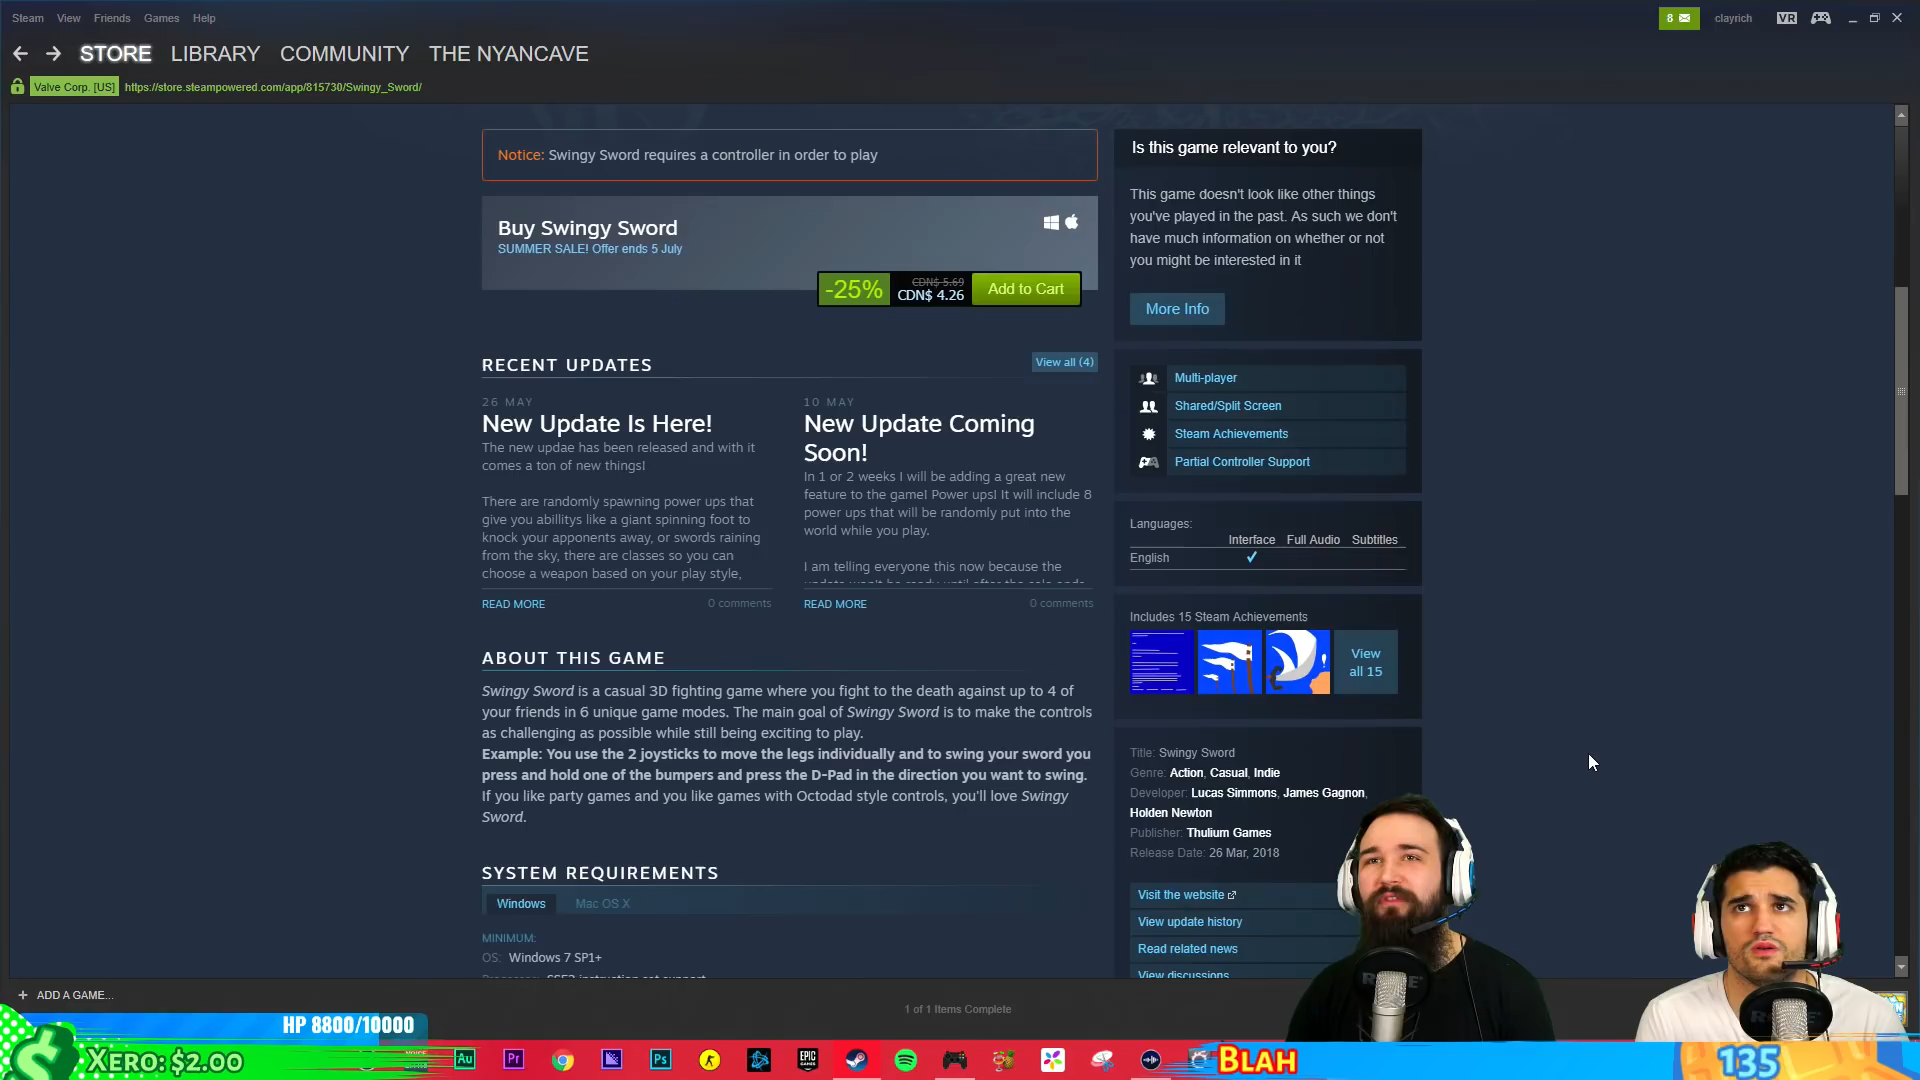 Steam View Friends Games Help
8 clayrich VR
STORE LIBRARY COMMUNITY THE NYANCAVE
Valve Corp. [US] https://store.steampowered.com/app/815730/Swingy_Sword/
Notice: Swingy Sword requires a controller in order to play
Buy Swingy Sword
SUMMER SALE! Offer ends 5 July
-25% CDN$ 5.69 CDN$ 4.26 Add to Cart
RECENT UPDATES View all (4)
26 MAY
New Update Is Here!
The new updae has been released and with it
comes a ton of new things!
There are randomly spawning power ups that
give you abillitys like a giant spinning foot to
knock your apponents away, or swords raining
from the sky, there are classes so you can
choose a weapon based on your play style,
READ MORE 0 comments
10 MAY
New Update Coming
Soon!
In 1 or 2 weeks I will be adding a great new
feature to the game! Power ups! It will include 8
power ups that will be randomly put into the
world while you play.
I am telling everyone this now because the
update won't be ready until after the sale ends
READ MORE 0 comments
ABOUT THIS GAME
Swingy Sword is a casual 3D fighting game where you fight to the death against up to 4 of
your friends in 6 unique game modes. The main goal of Swingy Sword is to make the controls
as challenging as possible while still being exciting to play.
Example: You use the 2 joysticks to move the legs individually and to swing your sword you
press and hold one of the bumpers and press the D-Pad in the direction you want to swing.
If you like party games and you like games with Octodad style controls, you'll love Swingy
Sword.
SYSTEM REQUIREMENTS
Windows Mac OS X
MINIMUM:
OS: Windows 7 SP1+
Processor: SSE2 instruction set support
Is this game relevant to you?
This game doesn't look like other things
you've played in the past. As such we don't
have much information on whether or not
you might be interested in it
More Info
Multi-player
Shared/Split Screen
Steam Achievements
Partial Controller Support
Languages:
Interface Full Audio Subtitles
English ✓
Includes 15 Steam Achievements
View
all 15
Title: Swingy Sword
Genre: Action, Casual, Indie
Developer: Lucas Simmons, James Gagnon,
Holden Newton
Publisher: Thulium Games
Release Date: 26 Mar, 2018
Visit the website
View update history
Read related news
View discussions
+ ADD A GAME...
1 of 1 Items Complete
HP 8800/10000
XERO: $2.00
Au Pr Ps EPIC GAMES
BLAH
135